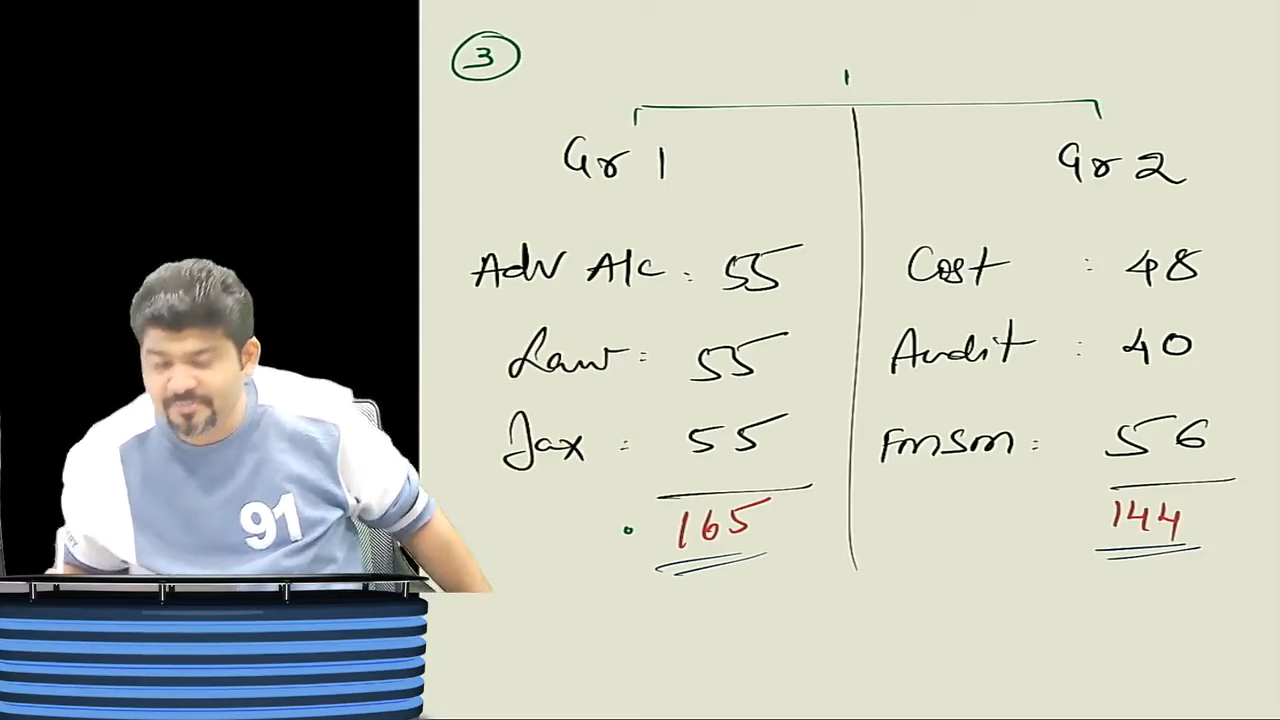 3
Gr 1
Adv A/c : 55
Law : 55
Tax : 55
165
Gr 2
Cost : 48
Audit : 40
FmSm : 56
144
91